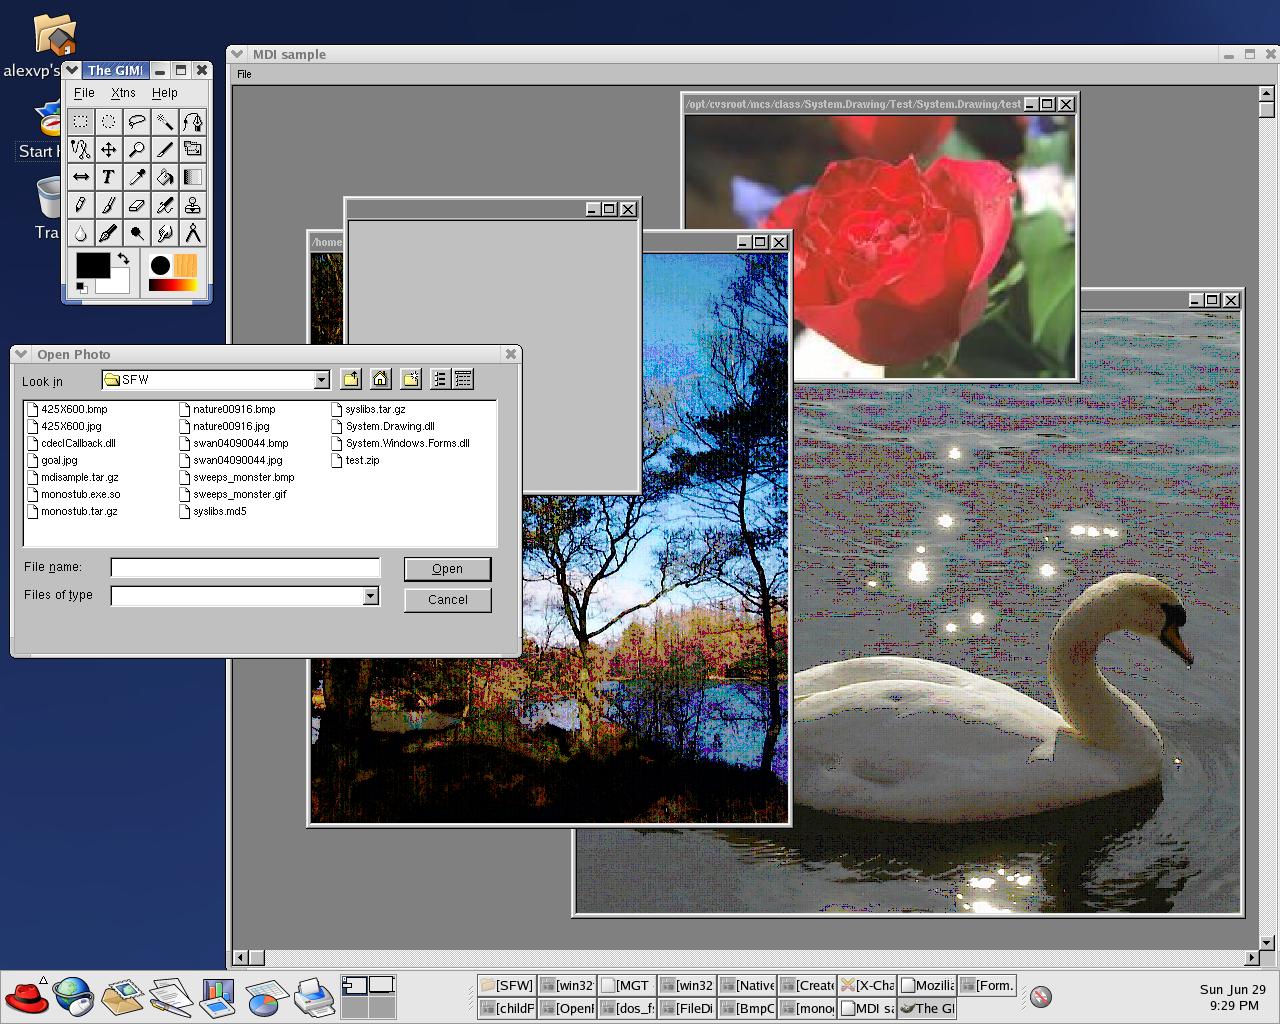 alexvp's
Start
Tra
The GIMI
File Xtns Help
MDI sample
File
/opt/cvsroot/mcs/class/System.Drawing/Test/System.Drawing/test
/home
Open Photo
Look in SFW
425X600.bmp
425X600.jpg
cdeclCallback.dll
goal.jpg
mdisample.tar.gz
monostub.exe.so
monostub.tar.gz
nature00916.bmp
nature00916.jpg
swan04090044.bmp
swan04090044.jpg
sweeps_monster.bmp
sweeps_monster.gif
syslibs.md5
syslibs.tar.gz
System.Drawing.dll
System.Windows.Forms.dll
test.zip
File name: Open
Files of type Cancel
[SFW] [win32 [MGT [win32 [Native [Create [X-Cha Mozilla [Form.
[childF [OpenF [dos_fs [FileDi [BmpC [monog MDI sa The GI
Sun Jun 29
9:29 PM